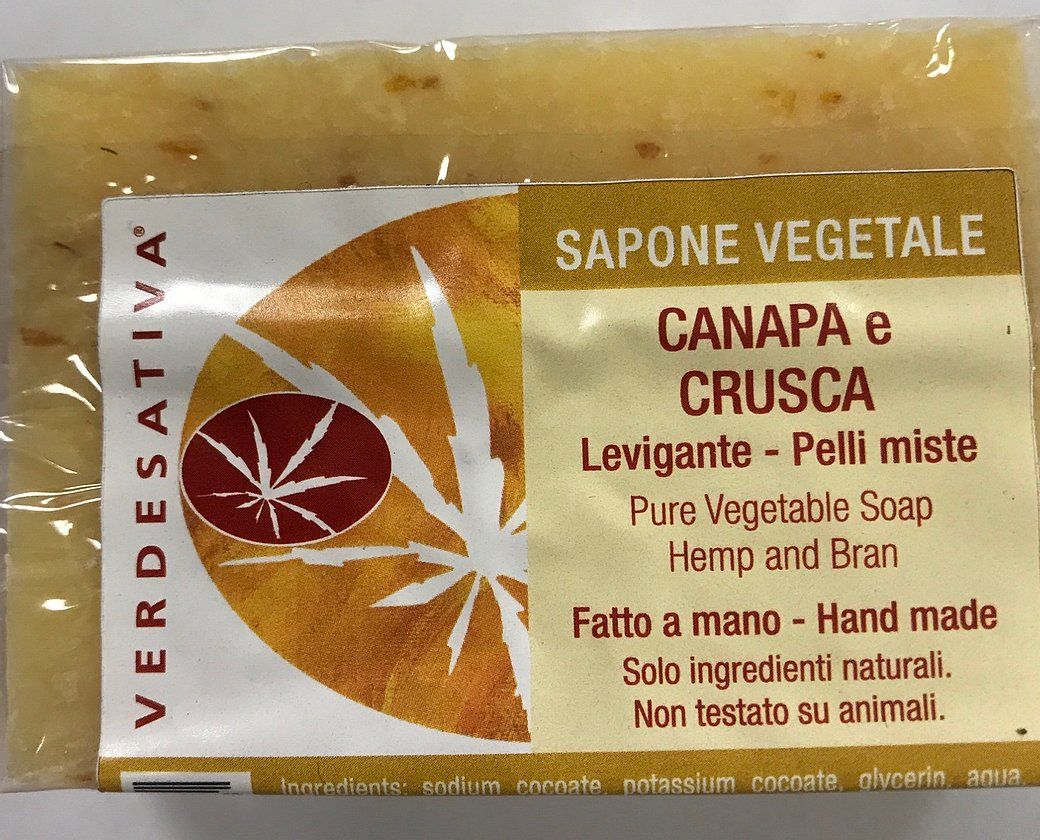 VERDESATIVA®
SAPONE VEGETALE
CANAPA e
CRUSCA
Levigante - Pelli miste
Pure Vegetable Soap
Hemp and Bran
Fatto a mano - Hand made
Solo ingredienti naturali.
Non testato su animali.
Ingredients: sodium cocoate, potassium cocoate, glycerin, aqua,